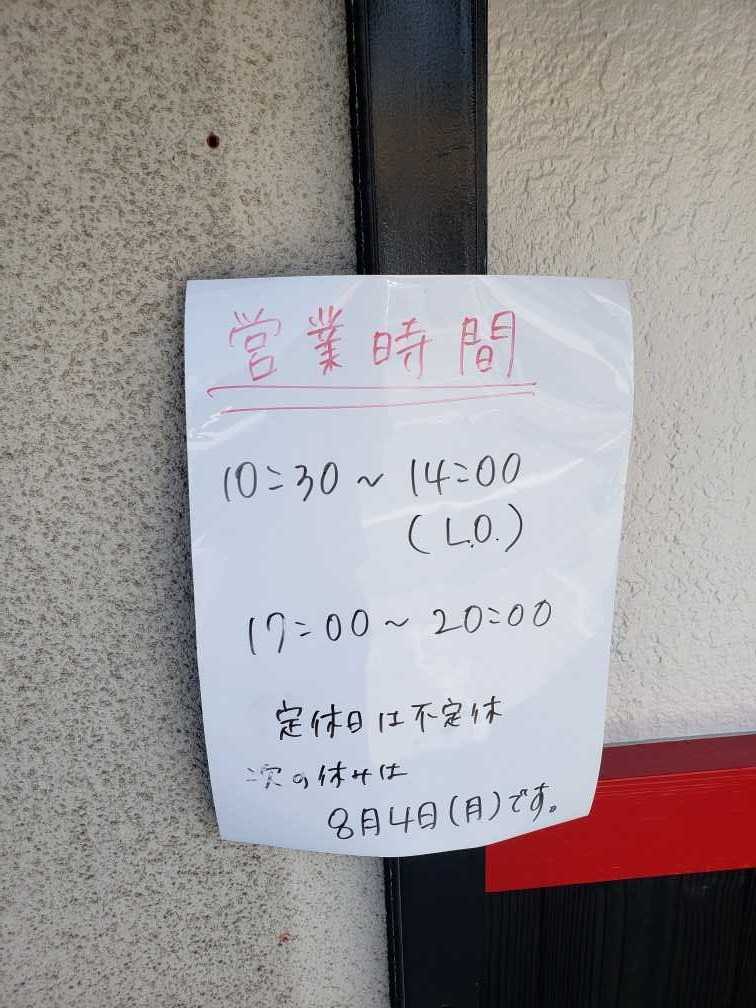 営業時間
10:30～14:00
(L.O.)
17:00～20:00
定休日は不定休
次の休みは
8月4日(月)です。